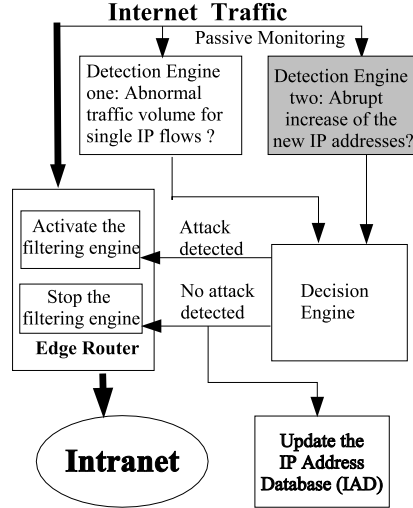 Internet Traffic
Passive Monitoring
Detection Engine
one: Abnormal
traffic volume for
single IP flows ?
Detection Engine
two: Abrupt
increase of the
new IP addresses?
Activate the
filtering engine
Attack
detected
Stop the
filtering engine
No attack
detected
Decision
Engine
Edge Router
Intranet
Update the
IP Address
Database (IAD)